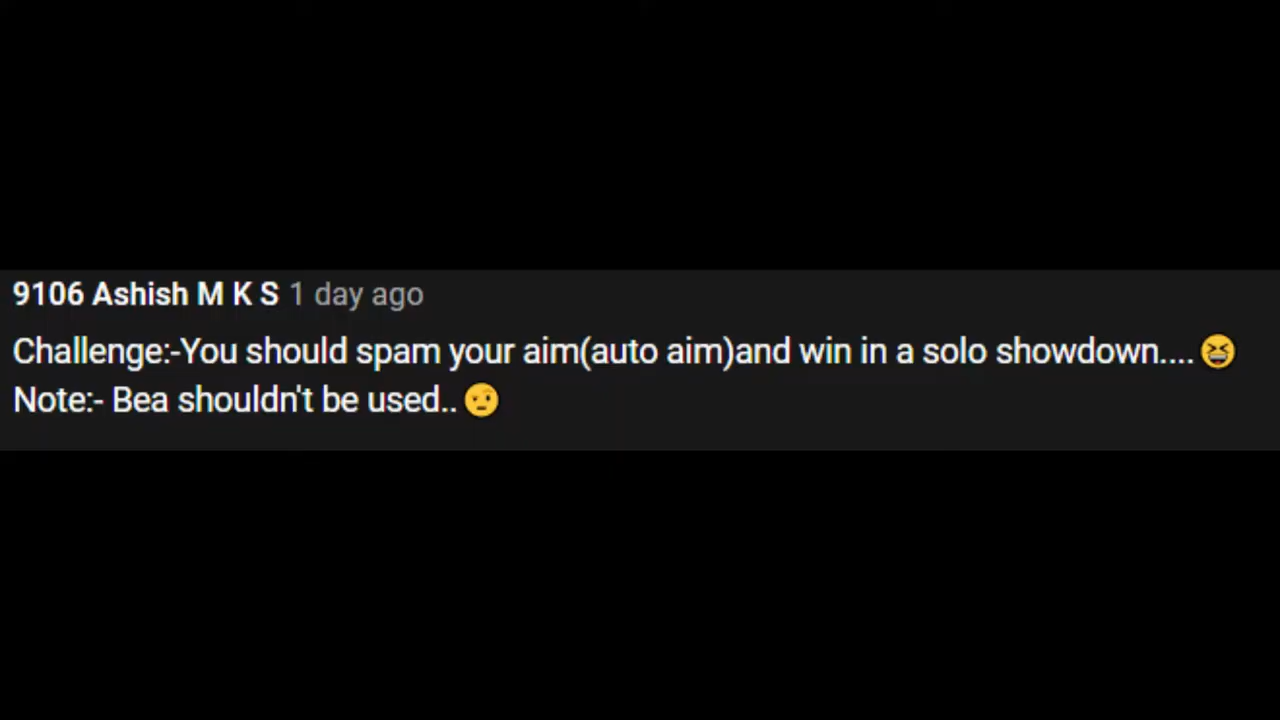 9106 Ashish M K S 1 day ago
Challenge:-You should spam your aim(auto aim)and win in a solo showdown....😆
Note:- Bea shouldn't be used..🤨